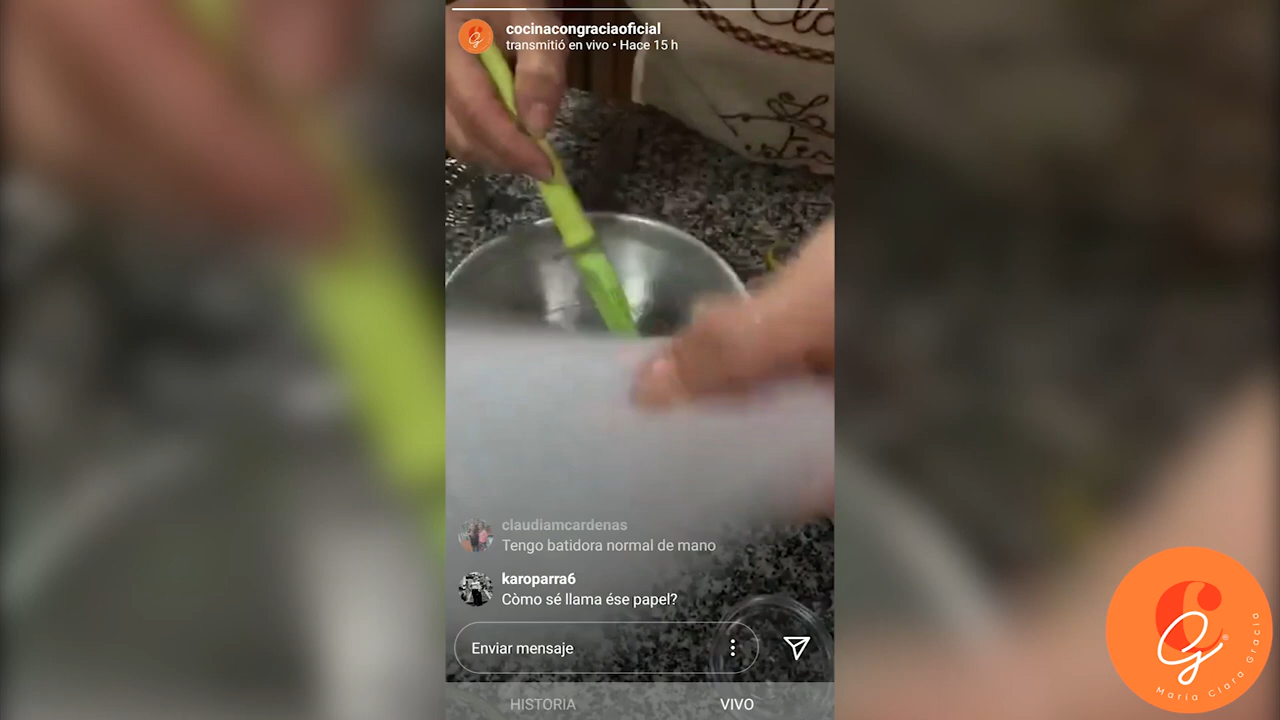 cocinacongraciaoficial
transmitió en vivo • Hace 15 h
claudiamcardenas
Tengo batidora normal de mano
karoparra6
Còmo sé llama ése papel?
Enviar mensaje
HISTORIA
VIVO
María Clara Gracia